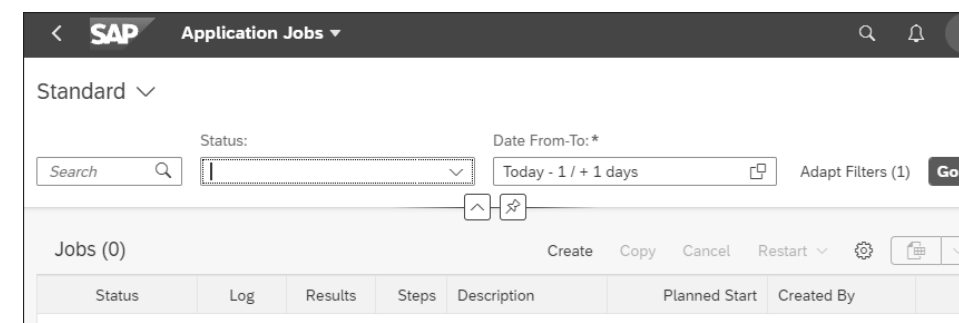 SAP Application Jobs
Standard
Status: Date From-To:*
Search Today - 1 / + 1 days Adapt Filters (1) Go
Jobs (0) Create Copy Cancel Restart
Status Log Results Steps Description Planned Start Created By